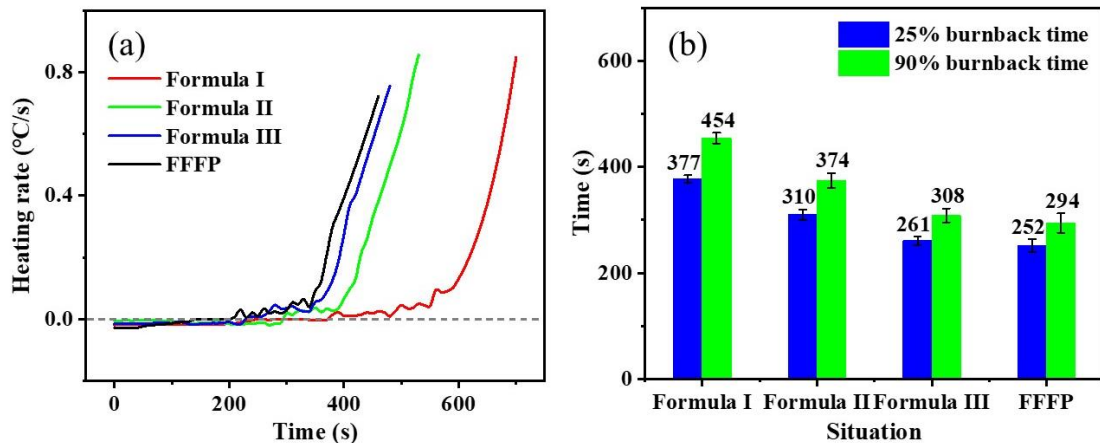 (a)
Formula I
Formula II
Formula III
FFFP
0.8
0.4
0.0
Heating rate (℃/s)
0
200
400
600
Time (s)
(b)
25% burnback time
90% burnback time
600
400
200
0
Time (s)
377
454
310
374
261
308
252
294
Formula I
Formula II
Formula III
FFFP
Situation